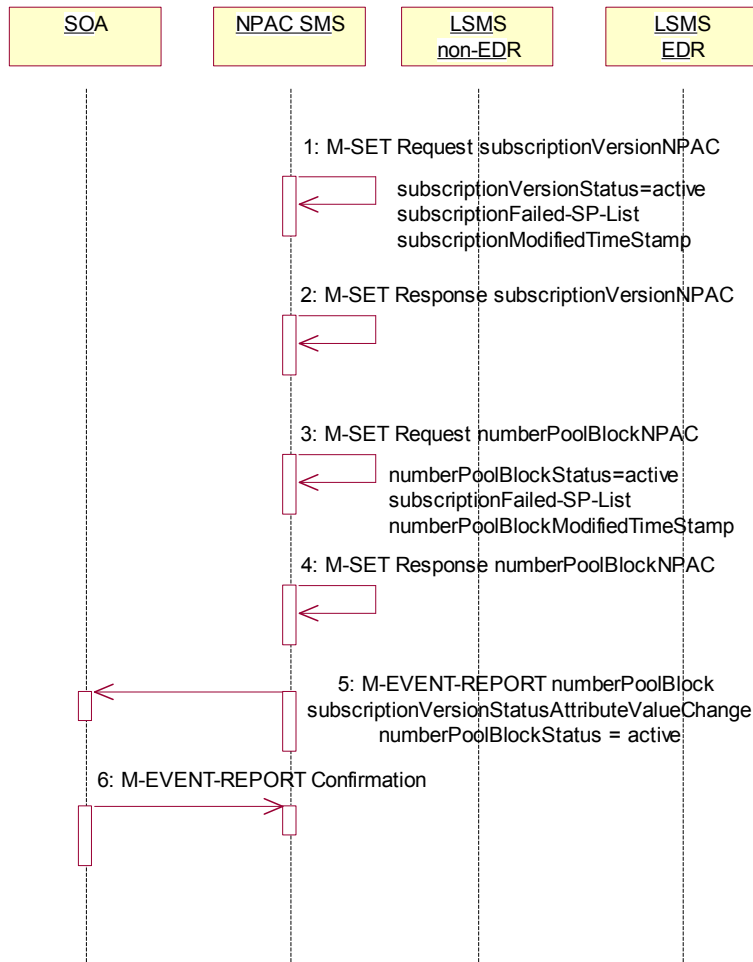 SOA
NPAC SMS
LSMS
non-EDR
LSMS
EDR
1: M-SET Request subscriptionVersionNPAC
subscriptionVersionStatus=active
subscriptionFailed-SP-List
subscriptionModifiedTimeStamp
2: M-SET Response subscriptionVersionNPAC
3: M-SET Request numberPoolBlockNPAC
numberPoolBlockStatus=active
subscriptionFailed-SP-List
numberPoolBlockModifiedTimeStamp
4: M-SET Response numberPoolBlockNPAC
5: M-EVENT-REPORT numberPoolBlock
subscriptionVersionStatusAttributeValueChange
numberPoolBlockStatus = active
6: M-EVENT-REPORT Confirmation